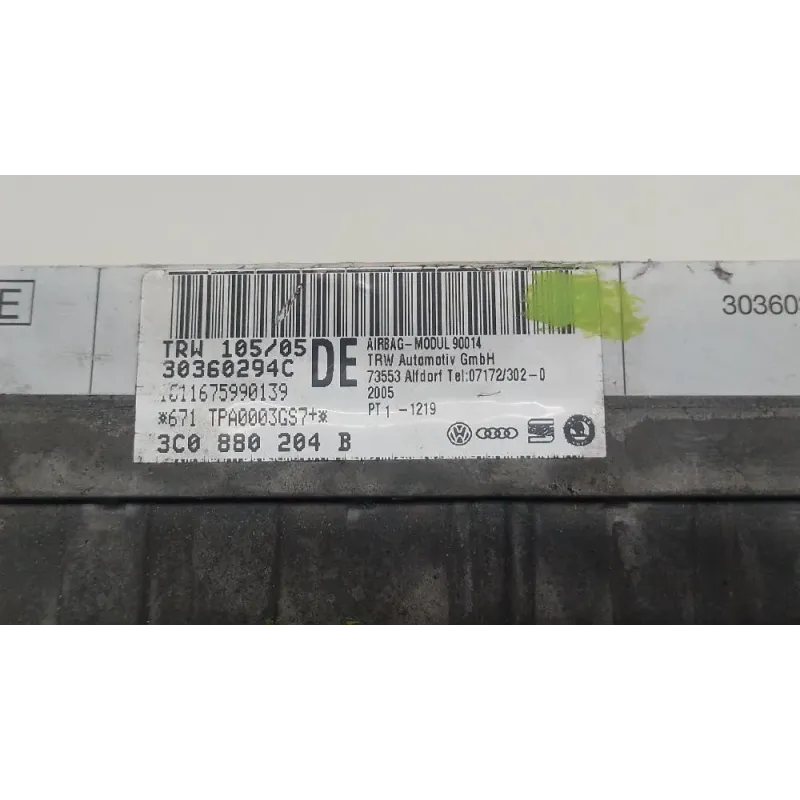 E
TRW 105/05
30360294C
DE
1C11675990139
*671 TPA0003GS7+*
3C0 880 204 B
AIRBAG-MODUL 90014
TRW Automotiv GmbH
73553 Alfdorf Tel:07172/302-0
2005
PT1 -1219
30360